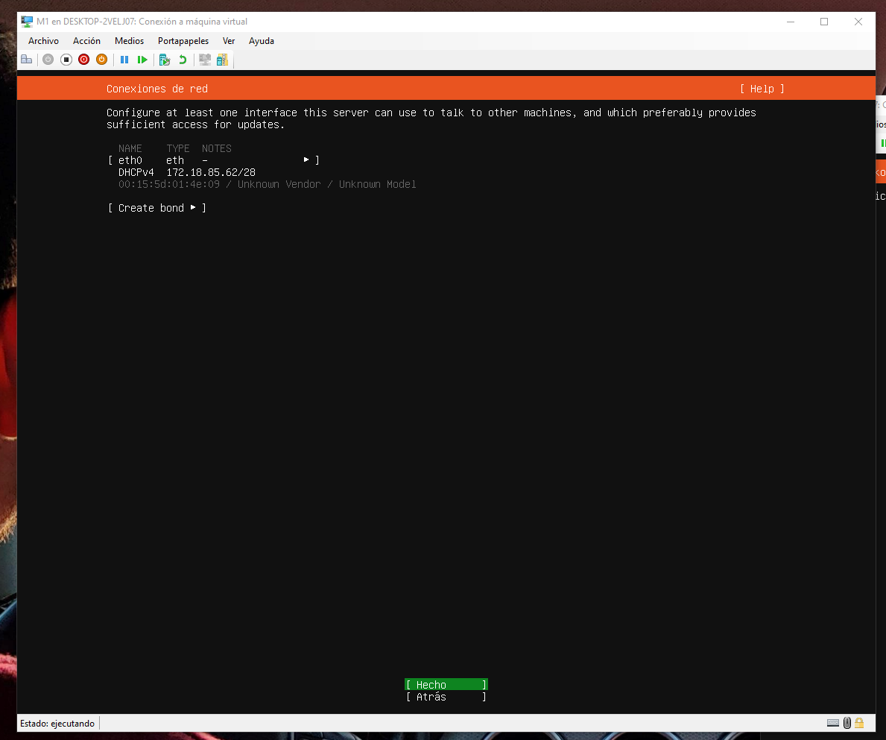 M1 en DESKTOP-2VELJ07: Conexión a máquina virtual
Archivo Acción Medios Portapapeles Ver Ayuda
Conexiones de red [ Help ]
Configure at least one interface this server can use to talk to other machines, and which preferably provides
sufficient access for updates.
NAME TYPE NOTES
[ eth0 eth - ▸ ]
DHCPv4 172.18.85.62/28
00:15:5d:01:4e:09 / Unknown Vendor / Unknown Model
[ Create bond ▸ ]
[ Hecho ]
[ Atrás ]
Estado: ejecutando